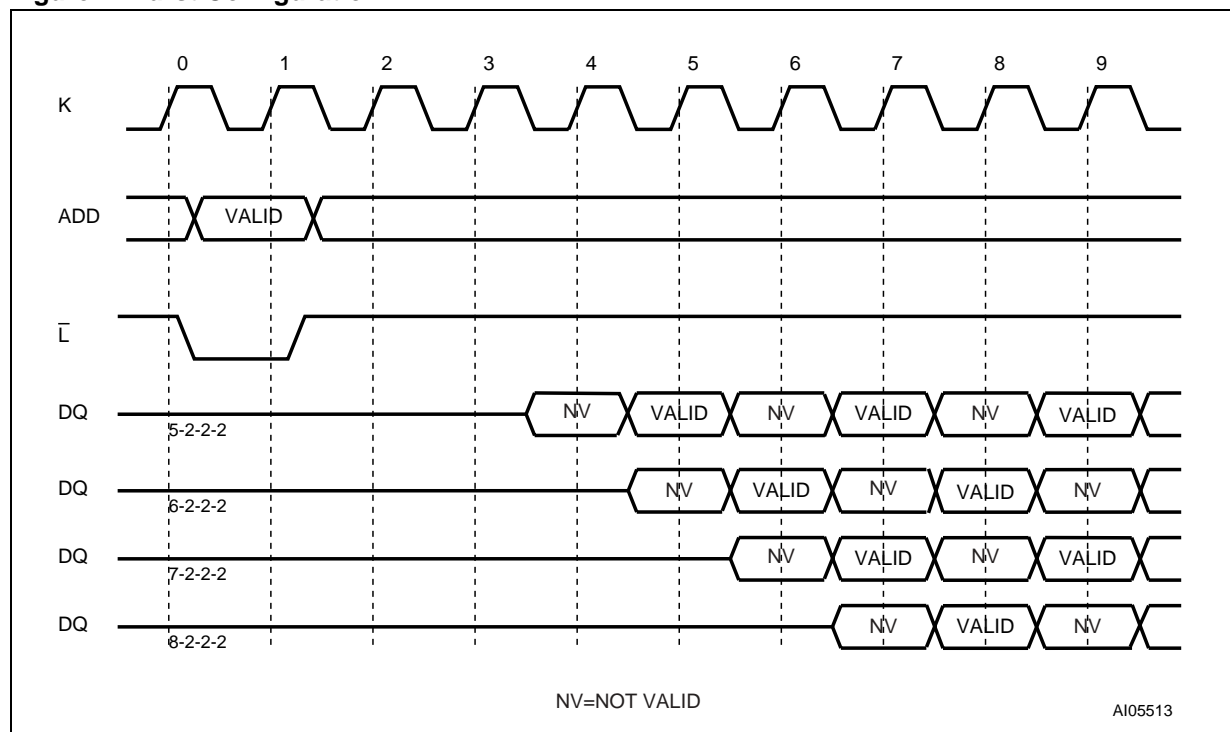 0 1 2 3 4 5 6 7 8 9
K
ADD VALID
L̅
DQ NV VALID NV VALID NV VALID
5-2-2-2
DQ NV VALID NV VALID NV
6-2-2-2
DQ NV VALID NV VALID
7-2-2-2
DQ NV VALID NV
8-2-2-2
NV=NOT VALID
AI05513